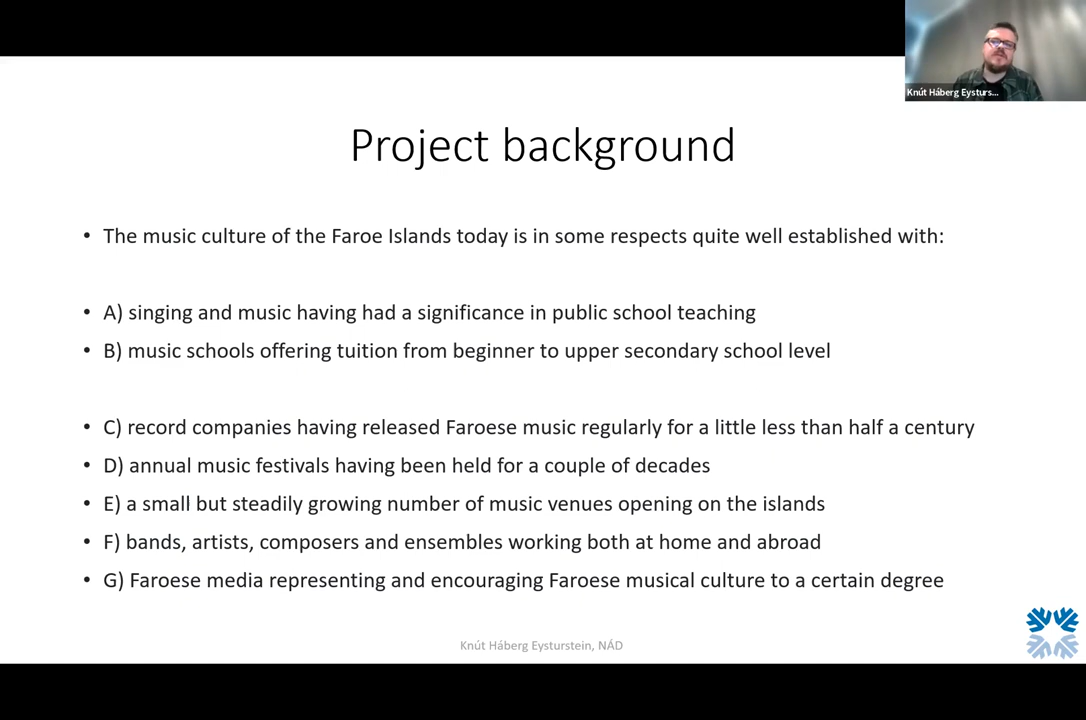 Knút Háberg Eysturs...
Project background
• The music culture of the Faroe Islands today is in some respects quite well established with:
• A) singing and music having had a significance in public school teaching
• B) music schools offering tuition from beginner to upper secondary school level
• C) record companies having released Faroese music regularly for a little less than half a century
• D) annual music festivals having been held for a couple of decades
• E) a small but steadily growing number of music venues opening on the islands
• F) bands, artists, composers and ensembles working both at home and abroad
• G) Faroese media representing and encouraging Faroese musical culture to a certain degree
Knút Háberg Eysturstein, NÁD